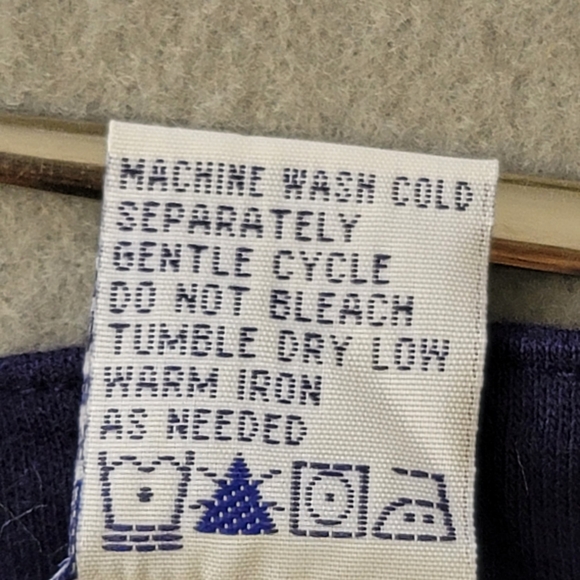 MACHINE WASH COLD
SEPARATELY
GENTLE CYCLE
DO NOT BLEACH
TUMBLE DRY LOW
WARM IRON
AS NEEDED